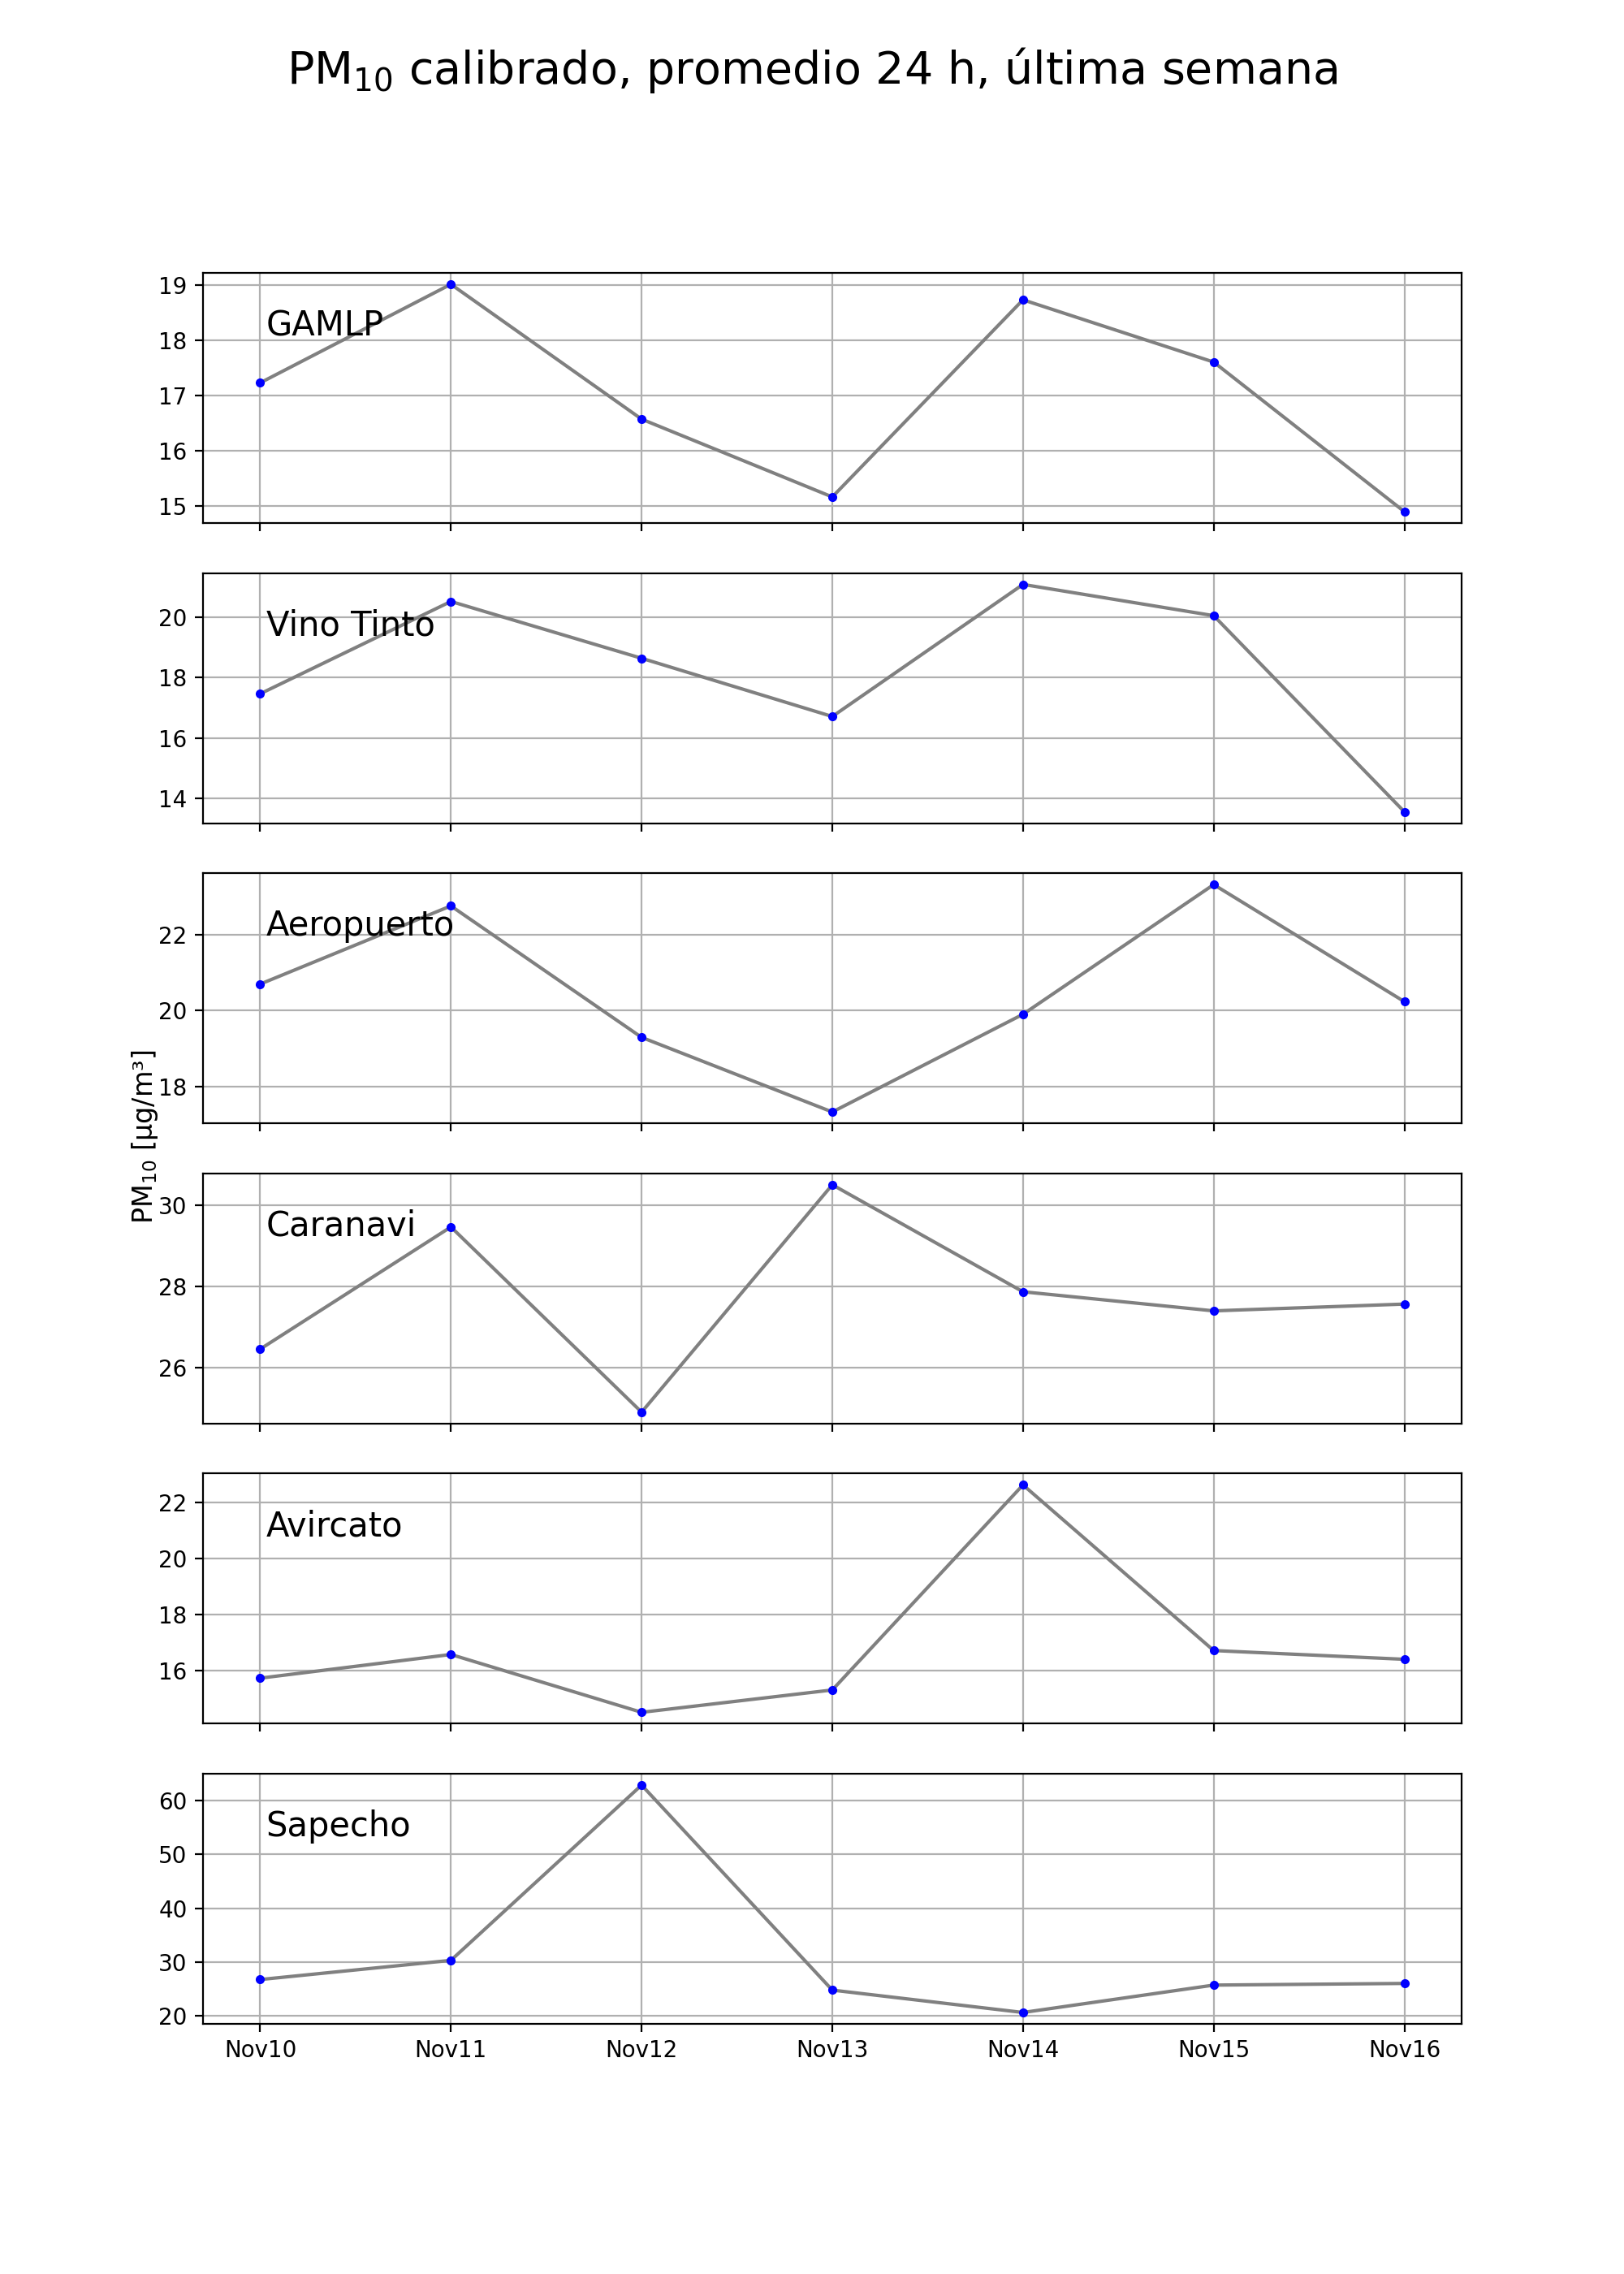 PM₁₀ calibrado, promedio 24 h, última semana
19
GAMLP
18
17
16
15
Vino Tinto
20
18
16
14
Aeropuerto
22
20
18
PM₁₀ [µg/m³]
30
Caranavi
28
26
22
Avircato
20
18
16
60
Sapecho
50
40
30
20
Nov10 Nov11 Nov12 Nov13 Nov14 Nov15 Nov16